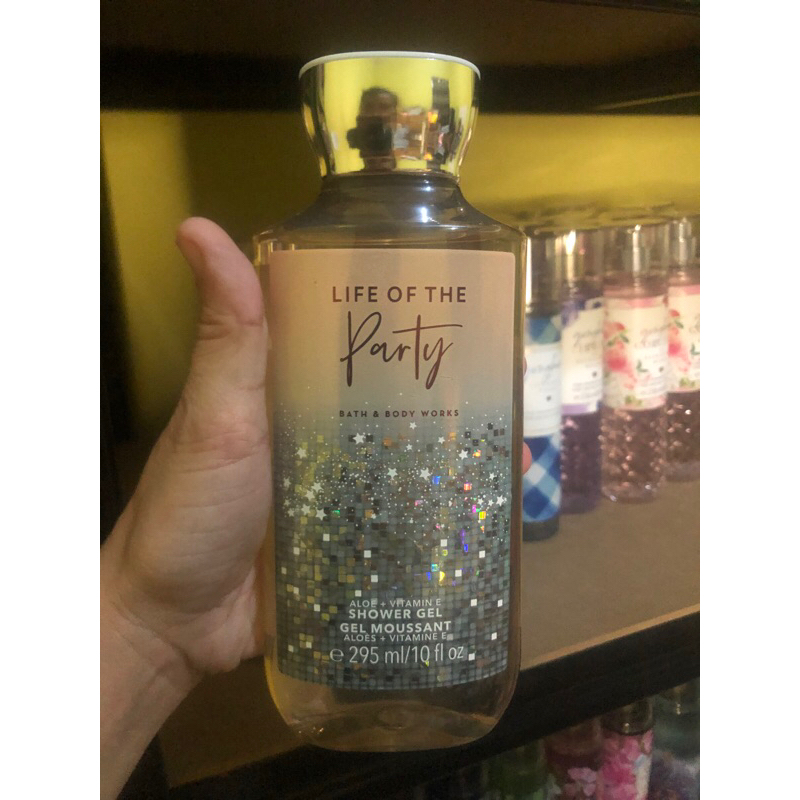 LIFE OF THE
Party
BATH & BODY WORKS
ALOE + VITAMIN E
SHOWER GEL
GEL MOUSSANT
ALOÈS + VITAMINE E
℮ 295 ml/10 fl oz